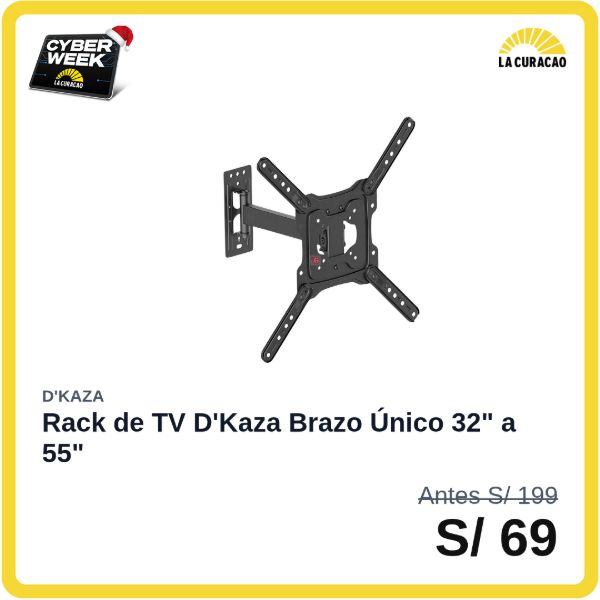 CYBER
WEEK
LA CURACAO
LA CURACAO
D'KAZA
Rack de TV D'Kaza Brazo Único 32" a
55"
Antes S/ 199
S/ 69